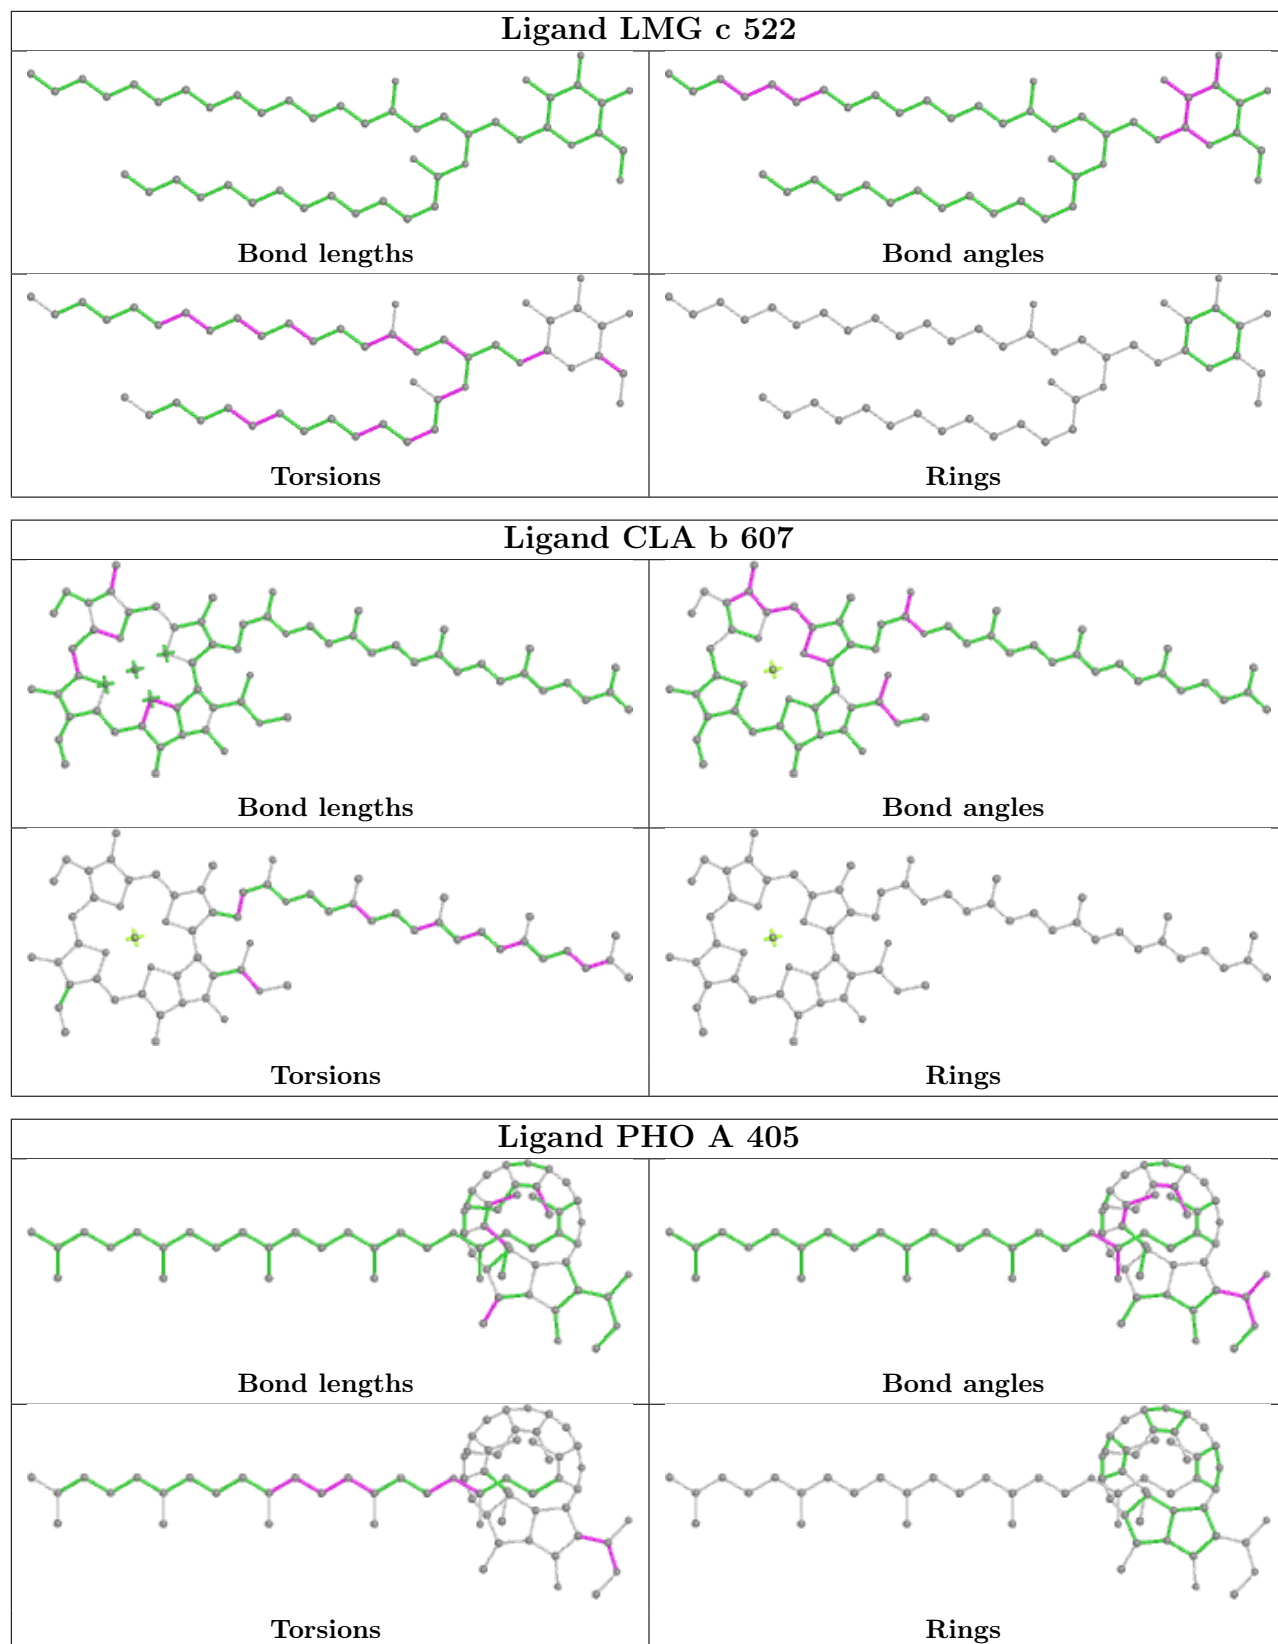 Ligand LMG c 522
Bond lengths
Bond angles
Torsions
Rings
Ligand CLA b 607
Bond lengths
Bond angles
Torsions
Rings
Ligand PHO A 405
Bond lengths
Bond angles
Torsions
Rings